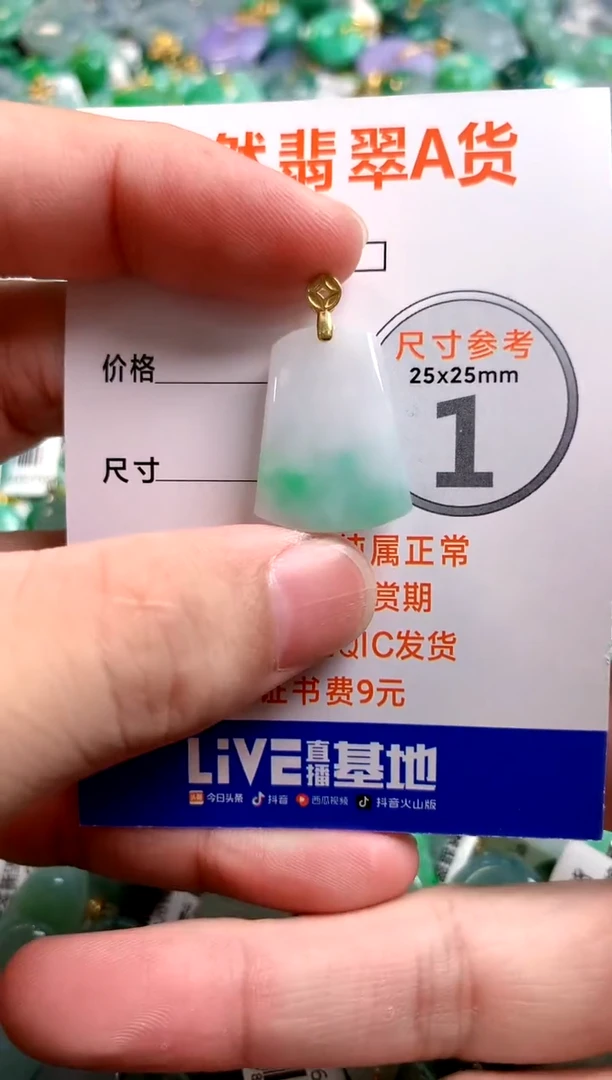 然翡翠A货
价格
尺寸参考
25x25mm
1
尺寸
纯属正常
赏期
QIC发货
证书费9元
LiVE直播基地
今日头条 抖音 西瓜视频 抖音火山版